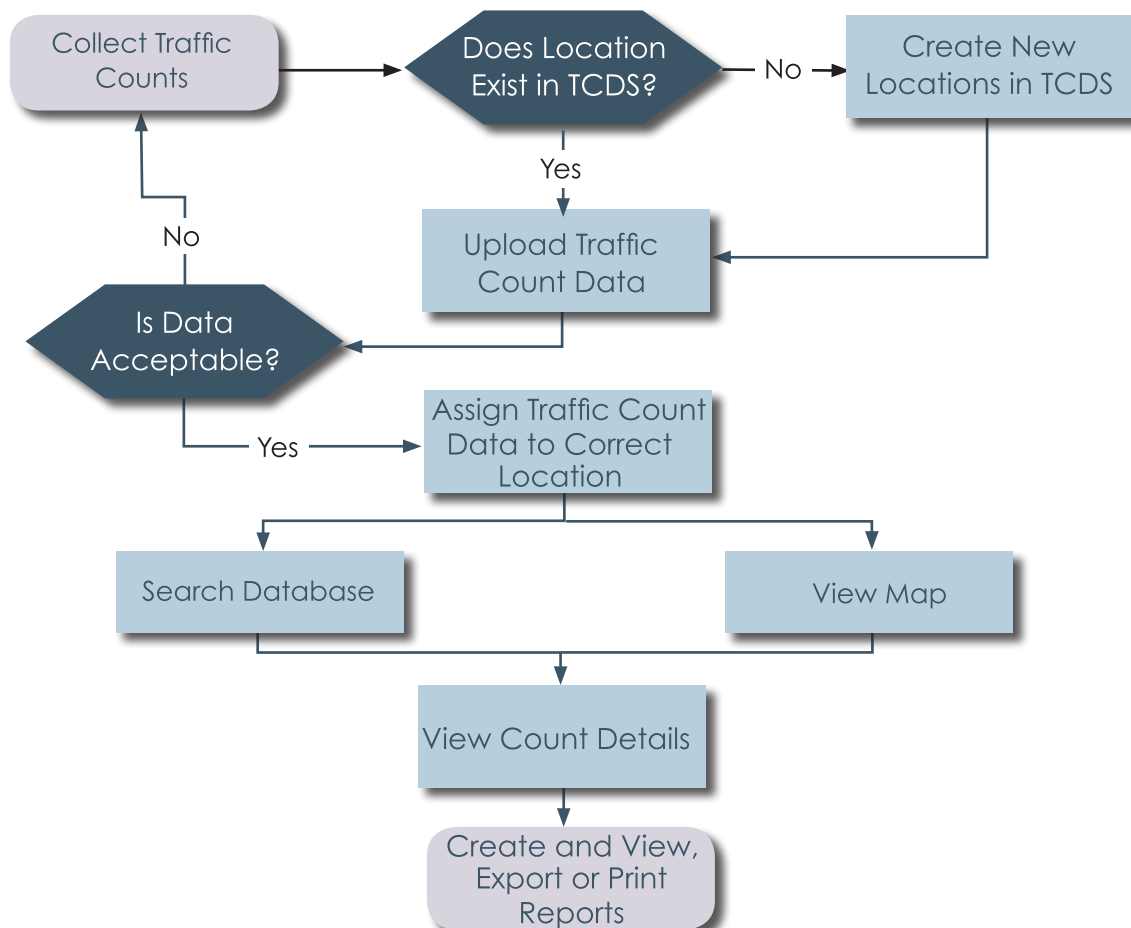 Collect Traffic
Counts
Does Location
Exist in TCDS?
No
Create New
Locations in TCDS
Yes
Upload Traffic
Count Data
No
Is Data
Acceptable?
Yes
Assign Traffic Count
Data to Correct
Location
Search Database
View Map
View Count Details
Create and View,
Export or Print
Reports